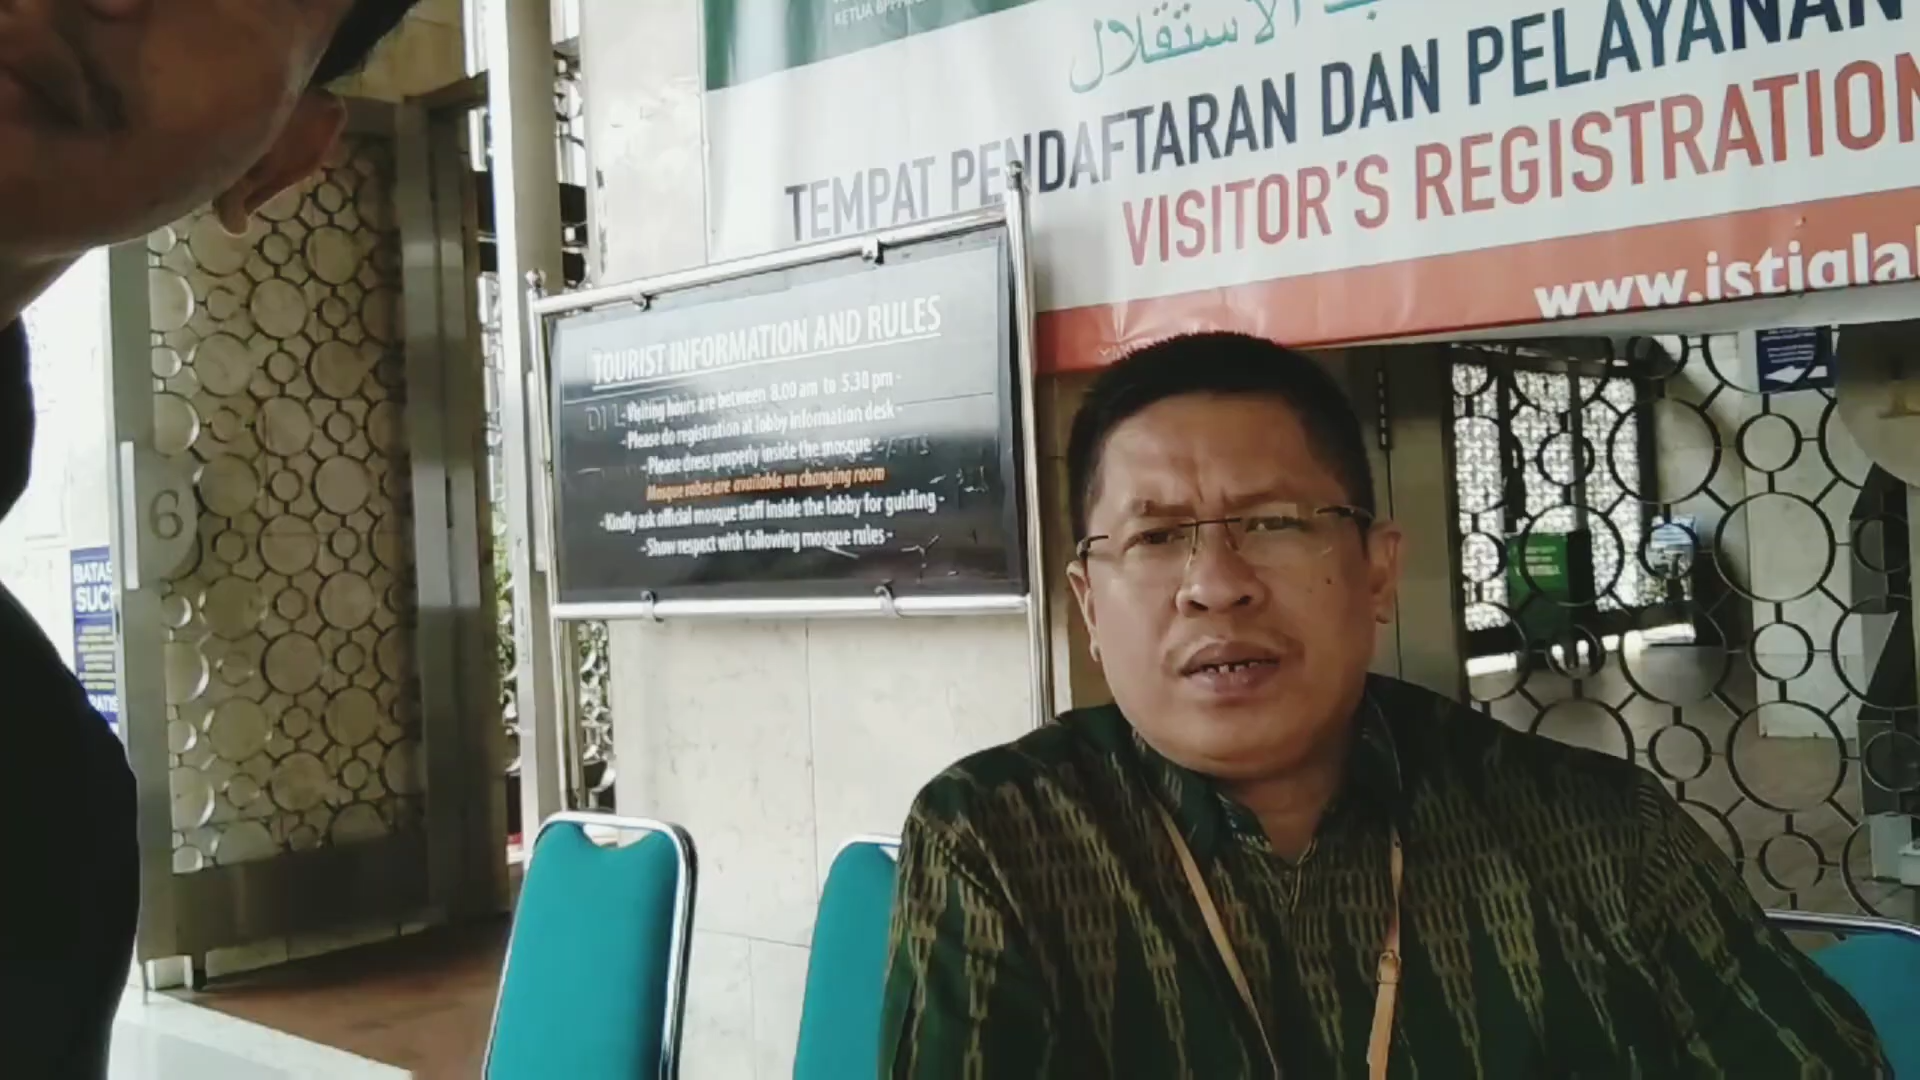 KETUA BPP
الاستقلال
TEMPAT PENDAFTARAN DAN PELAYANAN
VISITOR'S REGISTRATION
www.istiqlal
TOURIST INFORMATION AND RULES
- Visiting hours are between 8.00 am to 5.30 pm -
- Please do registration at lobby information desk -
- Please dress properly inside the mosque -
Mosque robes are available on changing room
- Kindly ask official mosque staff inside the lobby for guiding -
- Show respect with following mosque rules -
6
BATAS
SUCI